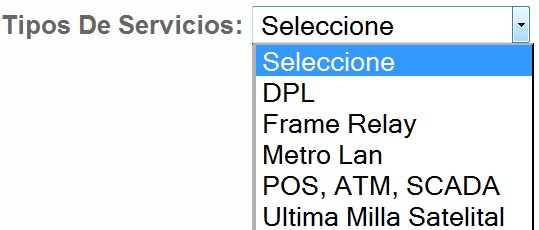 Tipos De Servicios: Seleccione
Seleccione
DPL
Frame Relay
Metro Lan
POS, ATM, SCADA
Ultima Milla Satelital